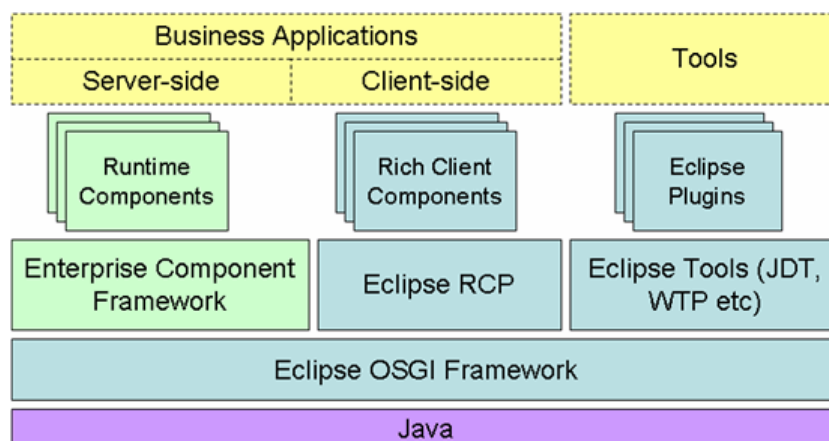 Business Applications
Tools
Server-side
Client-side
Runtime
Components
Rich Client
Components
Eclipse
Plugins
Enterprise Component
Framework
Eclipse RCP
Eclipse Tools (JDT,
WTP etc)
Eclipse OSGI Framework
Java